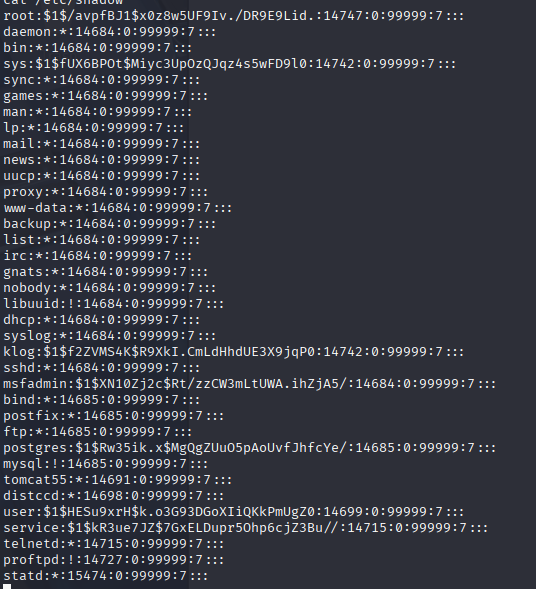 cat /etc/shadow
root:$1$/avpfBJ1$x0z8w5UF9Iv./DR9E9Lid.:14747:0:99999:7:::
daemon:*:14684:0:99999:7:::
bin:*:14684:0:99999:7:::
sys:$1$fUX6BPOt$Miyc3UpOzQJqz4s5wFD9l0:14742:0:99999:7:::
sync:*:14684:0:99999:7:::
games:*:14684:0:99999:7:::
man:*:14684:0:99999:7:::
lp:*:14684:0:99999:7:::
mail:*:14684:0:99999:7:::
news:*:14684:0:99999:7:::
uucp:*:14684:0:99999:7:::
proxy:*:14684:0:99999:7:::
www-data:*:14684:0:99999:7:::
backup:*:14684:0:99999:7:::
list:*:14684:0:99999:7:::
irc:*:14684:0:99999:7:::
gnats:*:14684:0:99999:7:::
nobody:*:14684:0:99999:7:::
libuuid:!:14684:0:99999:7:::
dhcp:*:14684:0:99999:7:::
syslog:*:14684:0:99999:7:::
klog:$1$f2ZVMS4K$R9XkI.CmLdHhdUE3X9jqP0:14742:0:99999:7:::
sshd:*:14684:0:99999:7:::
msfadmin:$1$XN10Zj2c$Rt/zzCW3mLtUWA.ihZjA5/:14684:0:99999:7:::
bind:*:14685:0:99999:7:::
postfix:*:14685:0:99999:7:::
ftp:*:14685:0:99999:7:::
postgres:$1$Rw35ik.x$MgQgZUuO5pAoUvfJhfcYe/:14685:0:99999:7:::
mysql:!:14685:0:99999:7:::
tomcat55:*:14691:0:99999:7:::
distccd:*:14698:0:99999:7:::
user:$1$HESu9xrH$k.o3G93DGoXIiQKkPmUgZ0:14699:0:99999:7:::
service:$1$kR3ue7JZ$7GxELDupr5Ohp6cjZ3Bu//:14715:0:99999:7:::
telnetd:*:14715:0:99999:7:::
proftpd:!:14727:0:99999:7:::
statd:*:15474:0:99999:7:::